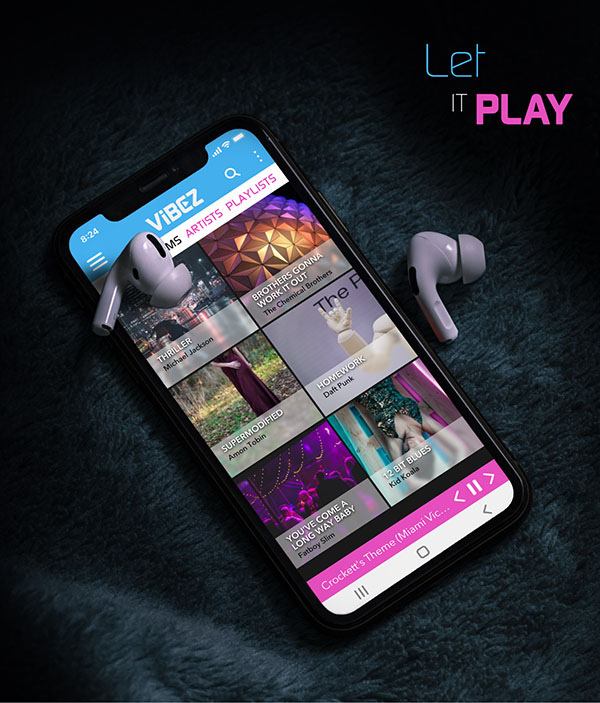 Let
IT PLAY
8:24
ViBEZ
MS ARTISTS PLAYLISTS
THRILLER
Michael Jackson
BROTHERS GONNA
WORK IT OUT
The Chemical Brothers
SUPERMODIFIED
Amon Tobin
The P
HOMEWORK
Daft Punk
YOU'VE COME A
LONG WAY BABY
Fatboy Slim
12 BIT BLUES
Kid Koala
Crockett's Theme (Miami Vic...